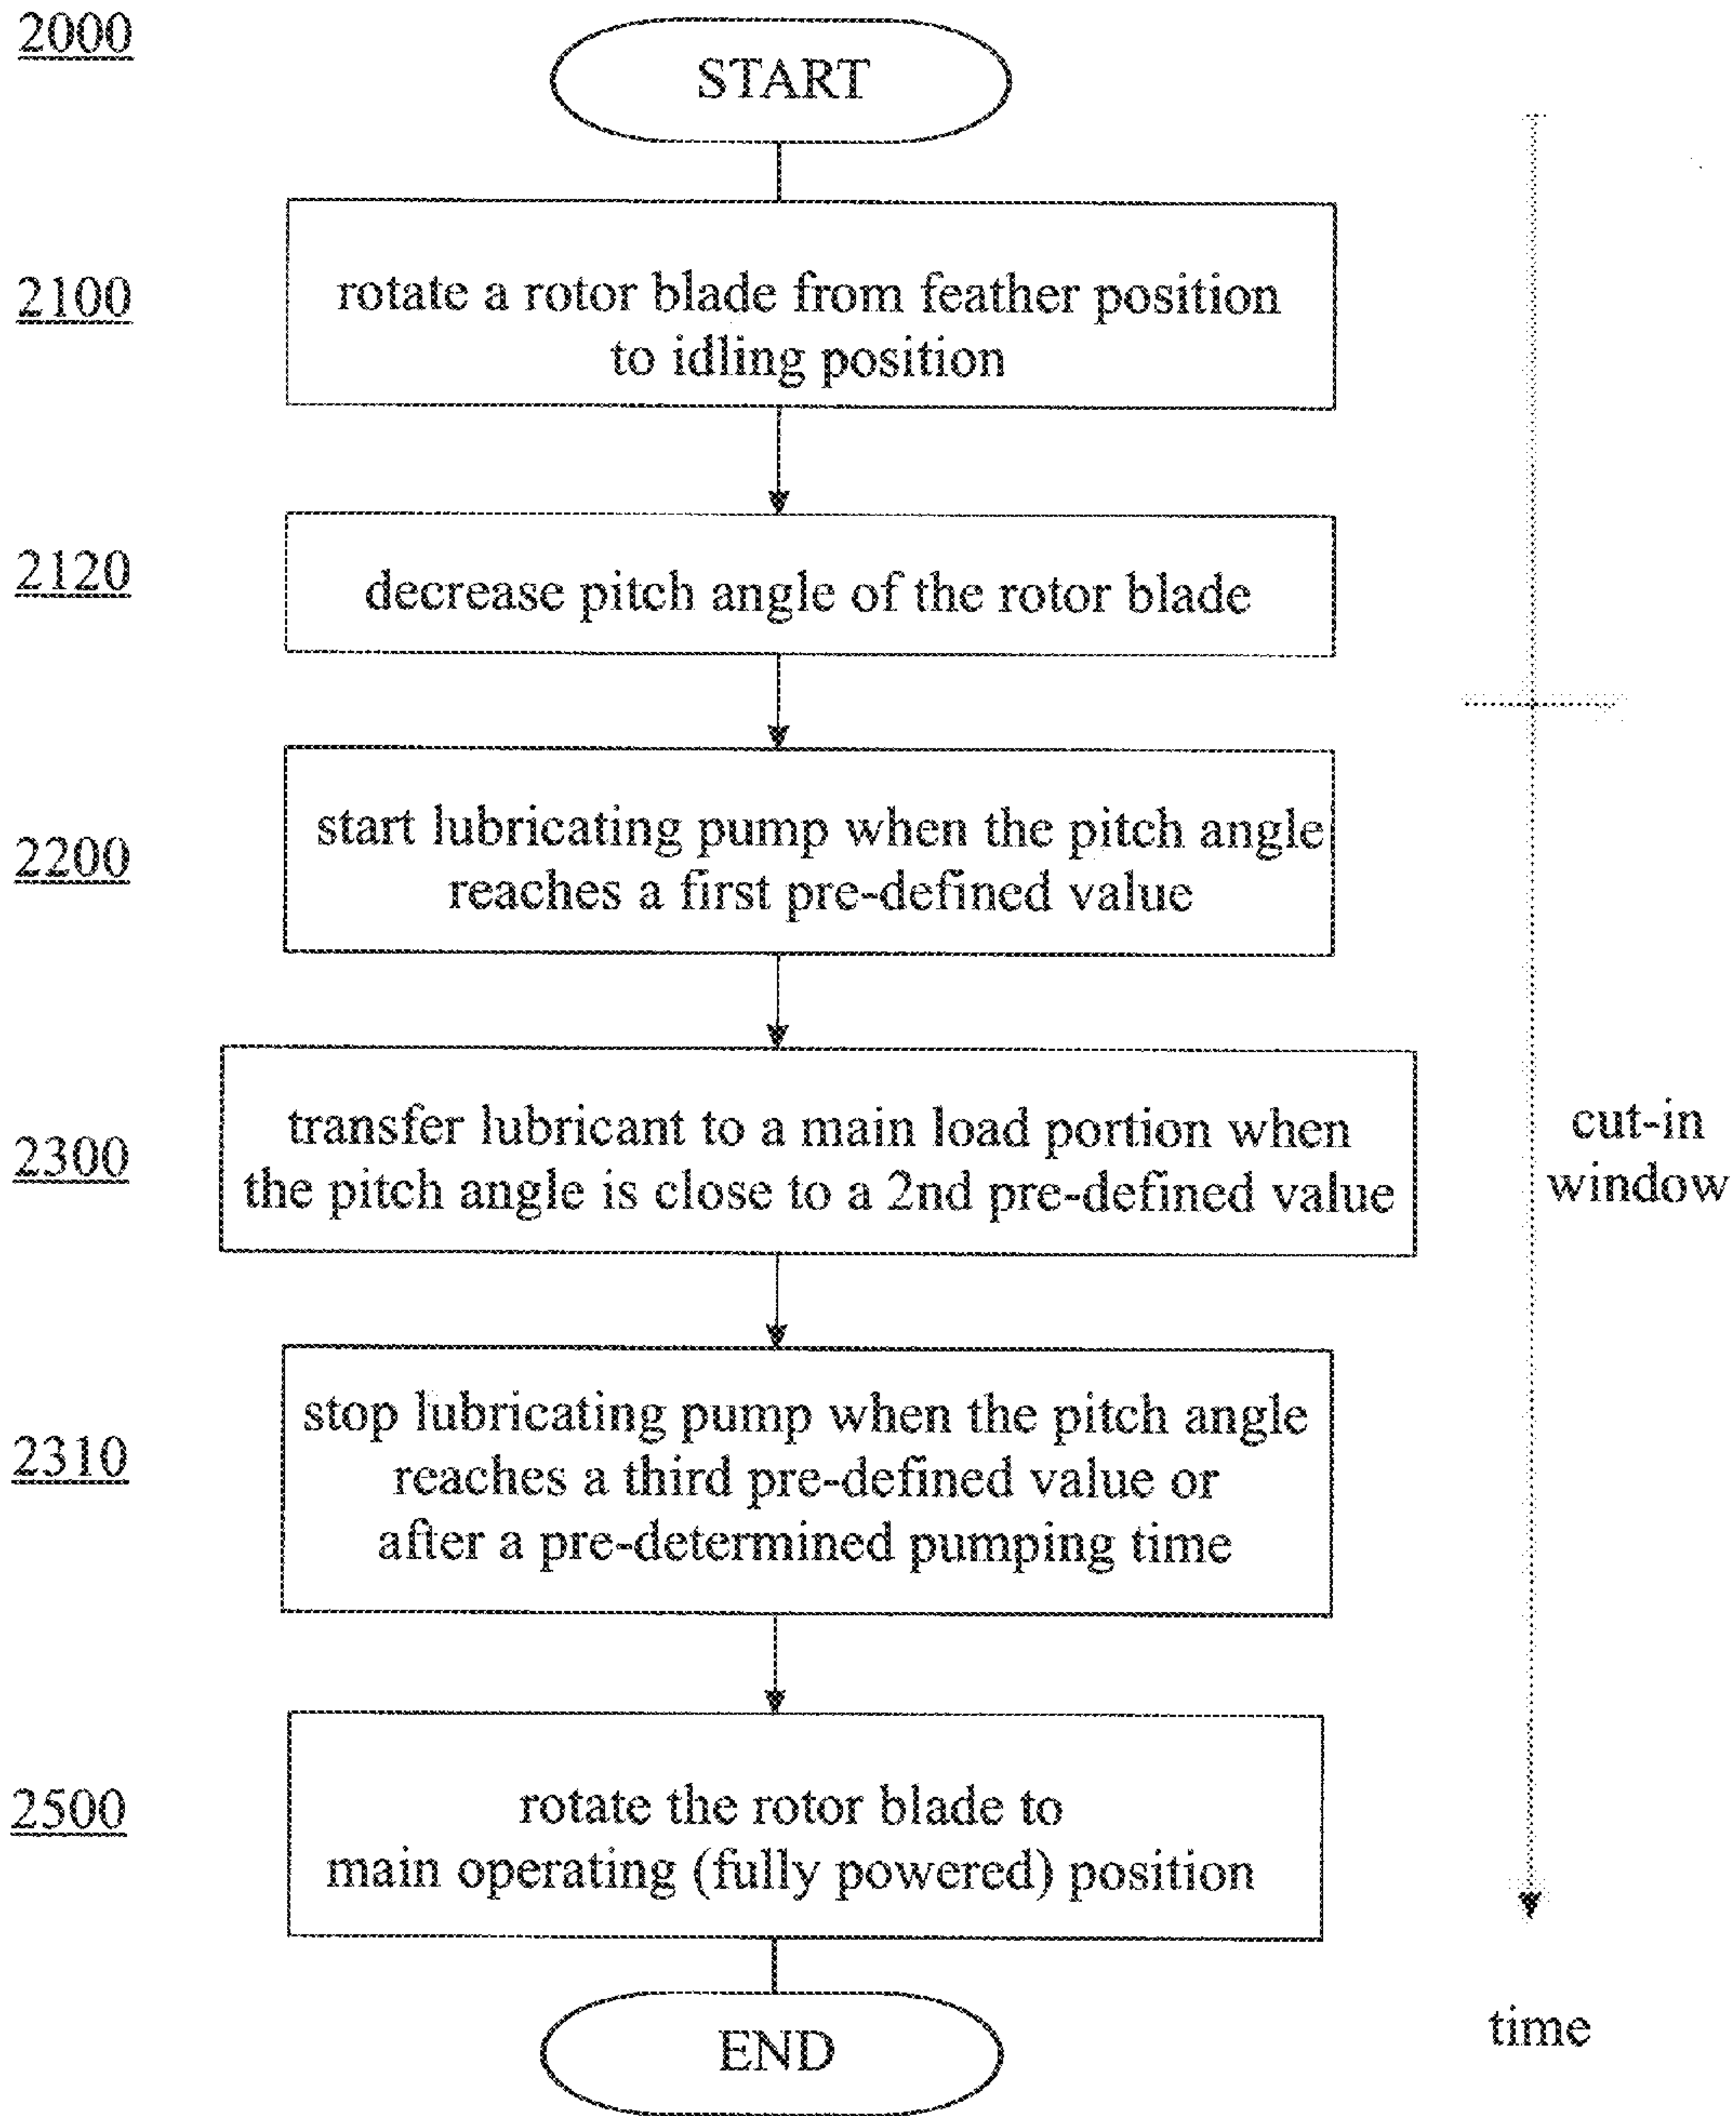 2000
START
2100
rotate a rotor blade from feather position
to idling position
2120
decrease pitch angle of the rotor blade
2200
start lubricating pump when the pitch angle
reaches a first pre-defined value
2300
transfer lubricant to a main load portion when
the pitch angle is close to a 2nd pre-defined value
cut-in
window
2310
stop lubricating pump when the pitch angle
reaches a third pre-defined value or
after a pre-determined pumping time
2500
rotate the rotor blade to
main operating (fully powered) position
END
time